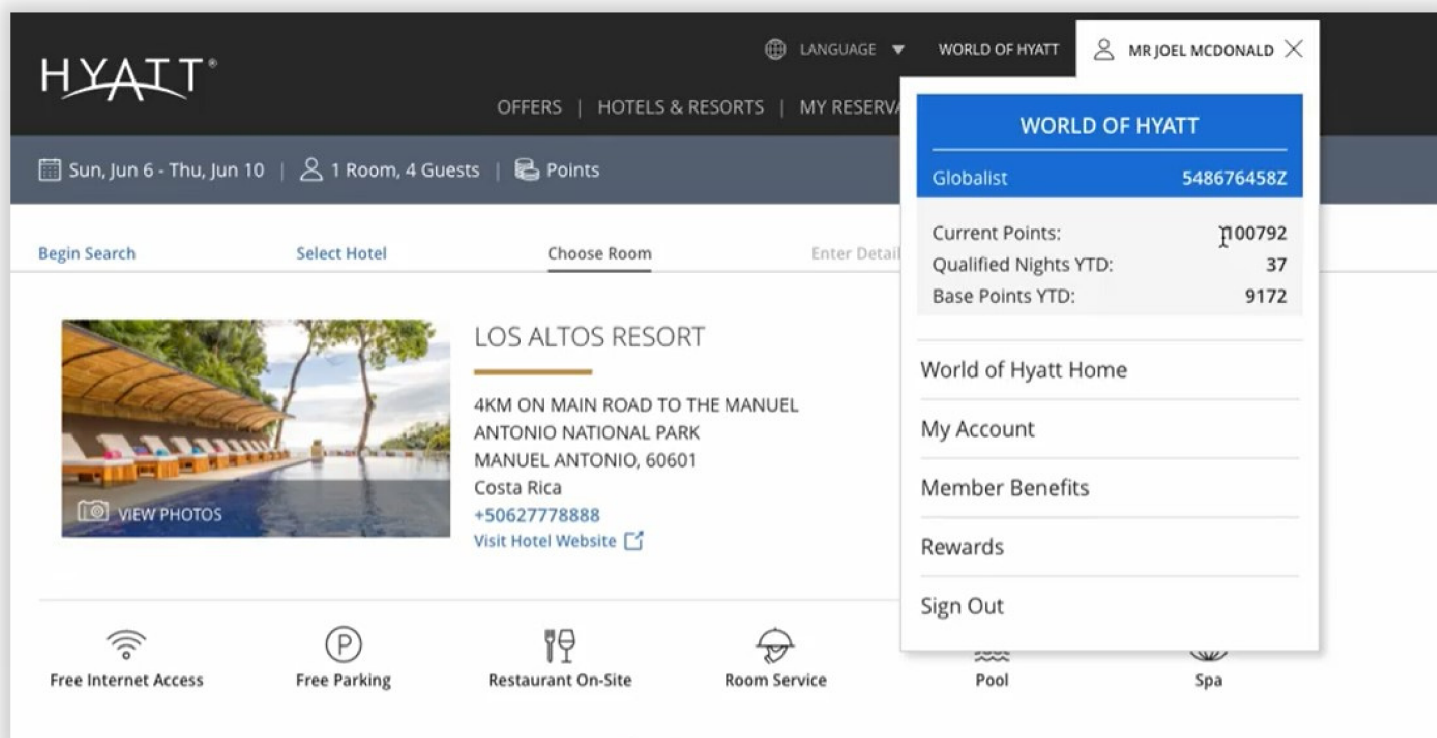 HYATT®
LANGUAGE
WORLD OF HYATT
MR JOEL MCDONALD
OFFERS | HOTELS & RESORTS | MY RESERVA
WORLD OF HYATT
Globalist 548676458Z
Sun, Jun 6 - Thu, Jun 10 | 1 Room, 4 Guests | Points
Current Points: 100792
Qualified Nights YTD: 37
Base Points YTD: 9172
Begin Search
Select Hotel
Choose Room
Enter Detail
World of Hyatt Home
My Account
Member Benefits
Rewards
Sign Out
VIEW PHOTOS
LOS ALTOS RESORT
4KM ON MAIN ROAD TO THE MANUEL
ANTONIO NATIONAL PARK
MANUEL ANTONIO, 60601
Costa Rica
+50627778888
Visit Hotel Website
Free Internet Access
P
Free Parking
Restaurant On-Site
Room Service
Pool
Spa